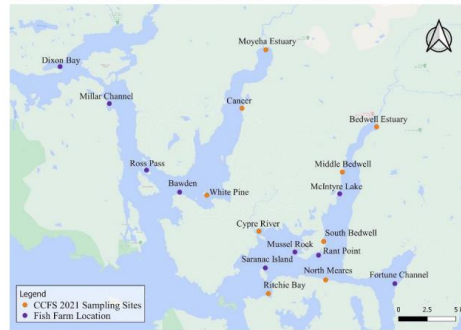 Moyeha Estuary
Dixon Bay
Millar Channel
Cancer
Bedwell Estuary
Ross Pass
Middle Bedwell
Bawden
White Pine
McIntyre Lake
Cypre River
South Bedwell
Mussel Rock
Rant Point
Saranac Island
North Meares
Fortune Channel
Ritchie Bay
Legend
CCFS 2021 Sampling Sites
Fish Farm Location
0 2.5 5